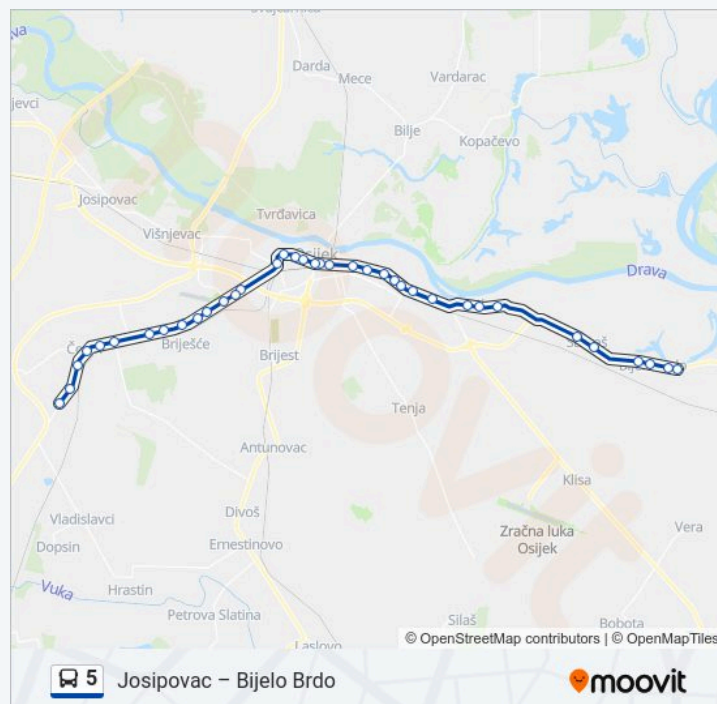 Darda
Mece
Vardarac
Bilje
Kopačevo
Josipovac
Tvrđavica
Višnjevac
Osijek
Drava
Briješće
Brijest
Tenja
Antunovac
Klisa
Divoš
Vladislavci
Zračna luka
Osijek
Vera
Dopsin
Ernestinovo
Hrastin
Vuka
Petrova Slatina
Silaš
Bobota
Laslovo
© OpenStreetMap contributors | © OpenMapTiles
5 Josipovac – Bijelo Brdo
moovit